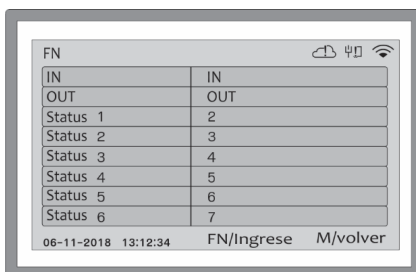 FN
IN IN
OUT OUT
Status 1 2
Status 2 3
Status 3 4
Status 4 5
Status 5 6
Status 6 7
06-11-2018 13:12:34 FN/Ingrese M/volver